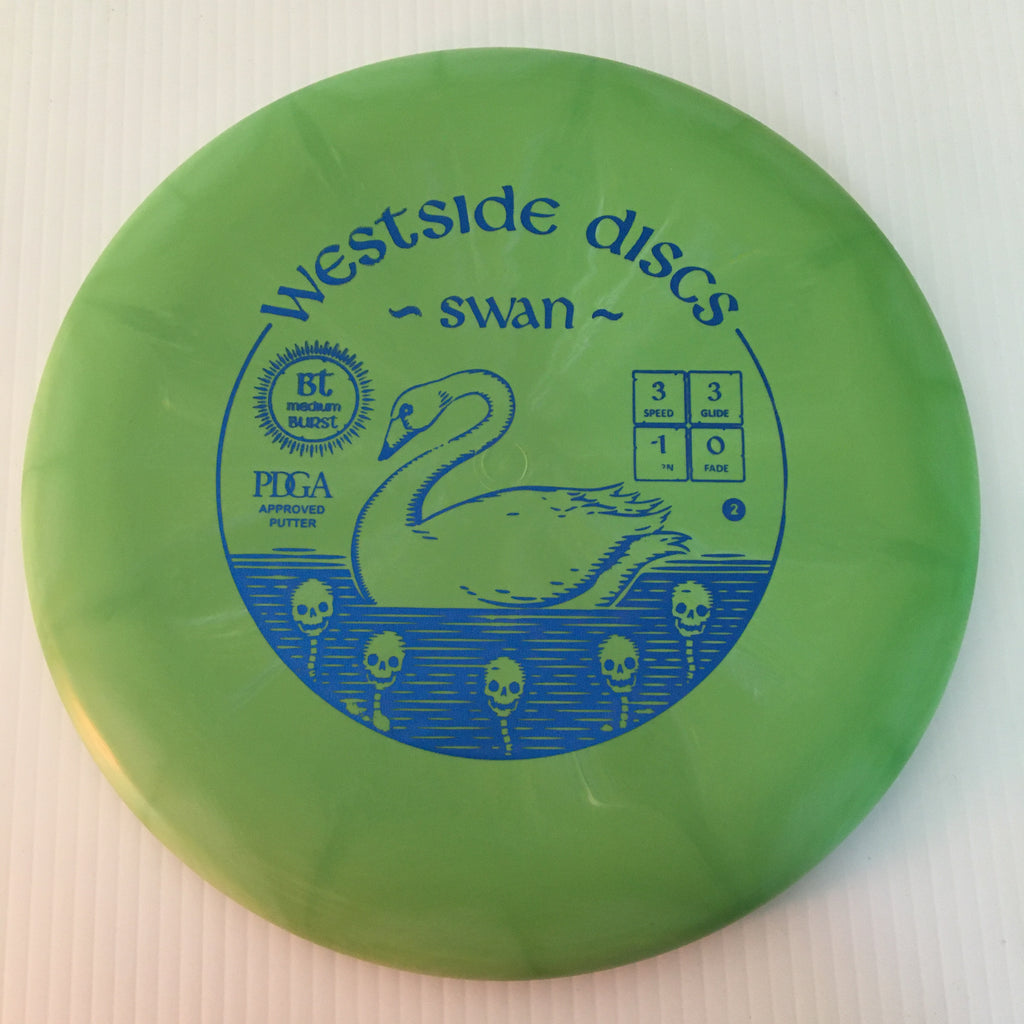 Westside Discs
~ Swan ~
Bt
medium
Burst
PDGA
APPROVED
PUTTER
3 3
SPEED GLIDE
-1 0
FADE
2